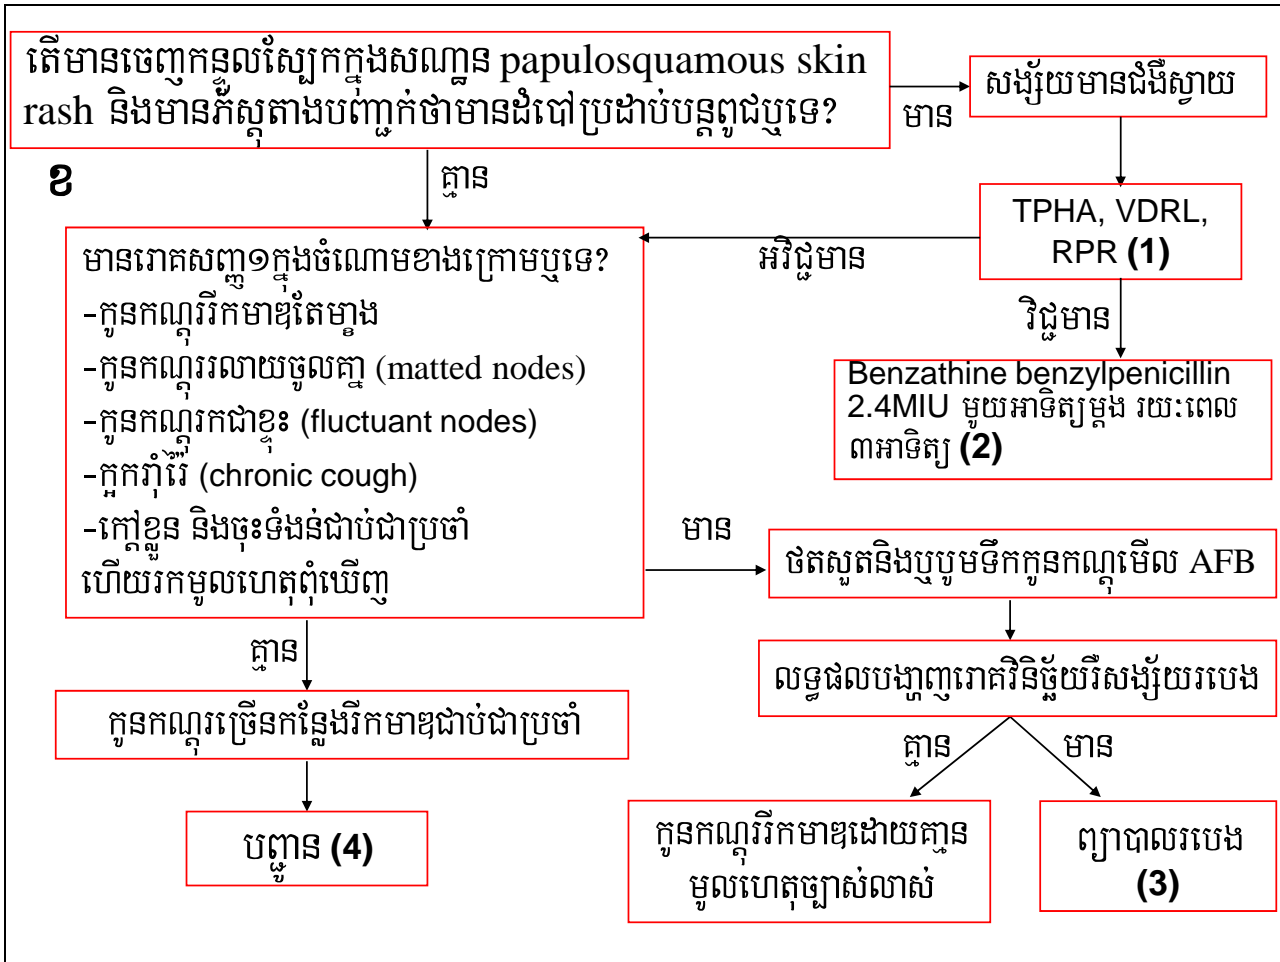 តើមានចេញកន្ទួលស្បែកក្នុងសណ្ឋាន papulosquamous skin
rash និងមានភ័ស្តុតាងបញ្ជាក់ថាមានដំបៅប្រដាប់បន្តពូជឬទេ?
មាន
សង្ស័យមានជំងឺស្វាយ
ខ
គ្មាន
TPHA, VDRL,
RPR (1)
អវិជ្ជមាន
វិជ្ជមាន
Benzathine benzylpenicillin
2.4MIU មួយអាទិត្យម្តង រយៈពេល
៣អាទិត្យ (2)
មានរោគសញ្ញ១ក្នុងចំណោមខាងក្រោមឬទេ?
-កូនកណ្តុររីកមាឌតែម្ខាង
-កូនកណ្តុររលាយចូលគ្នា (matted nodes)
-កូនកណ្តុរកជាខ្ទុះ (fluctuant nodes)
-ក្អករ៉ាំរ៉ៃ (chronic cough)
-ក្តៅខ្លួន និងចុះទំងន់ជាប់ជាប្រចាំ
ហើយរកមូលហេតុពុំឃើញ
មាន
ថតសួតនិងឬបូមទឹកកូនកណ្តុមើល AFB
គ្មាន
លទ្ធផលបង្ហាញរោគវិនិច្ឆ័យរឺសង្ស័យរបេង
កូនកណ្តុរច្រើនកន្លែងរីកមាឌជាប់ជាប្រចាំ
គ្មាន
មាន
បញ្ជូន (4)
កូនកណ្តុររីកមាឌដោយគ្មាន
មូលហេតុច្បាស់លាស់
ព្យាបាលរបេង
(3)